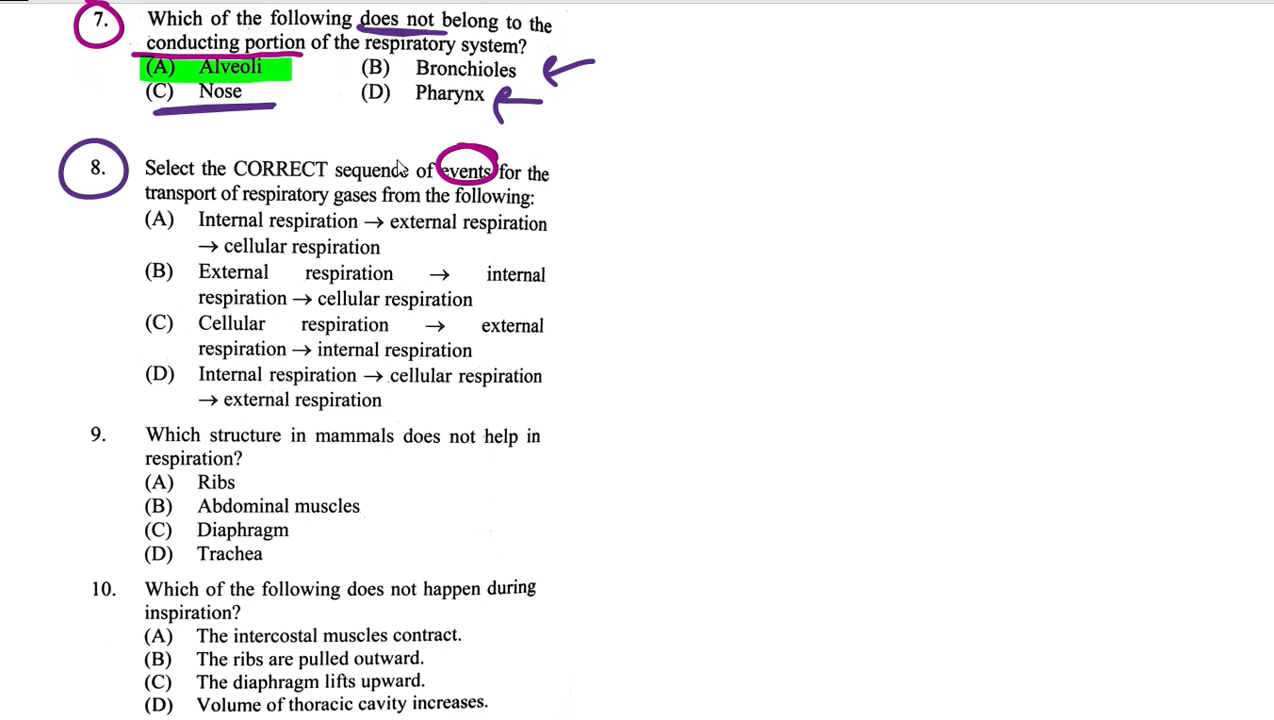 7. Which of the following does not belong to the
conducting portion of the respiratory system?
(A) Alveoli (B) Bronchioles
(C) Nose (D) Pharynx
8. Select the CORRECT sequence of events for the
transport of respiratory gases from the following:
(A) Internal respiration → external respiration
→ cellular respiration
(B) External respiration → internal
respiration → cellular respiration
(C) Cellular respiration → external
respiration → internal respiration
(D) Internal respiration → cellular respiration
→ external respiration
9. Which structure in mammals does not help in
respiration?
(A) Ribs
(B) Abdominal muscles
(C) Diaphragm
(D) Trachea
10. Which of the following does not happen during
inspiration?
(A) The intercostal muscles contract.
(B) The ribs are pulled outward.
(C) The diaphragm lifts upward.
(D) Volume of thoracic cavity increases.